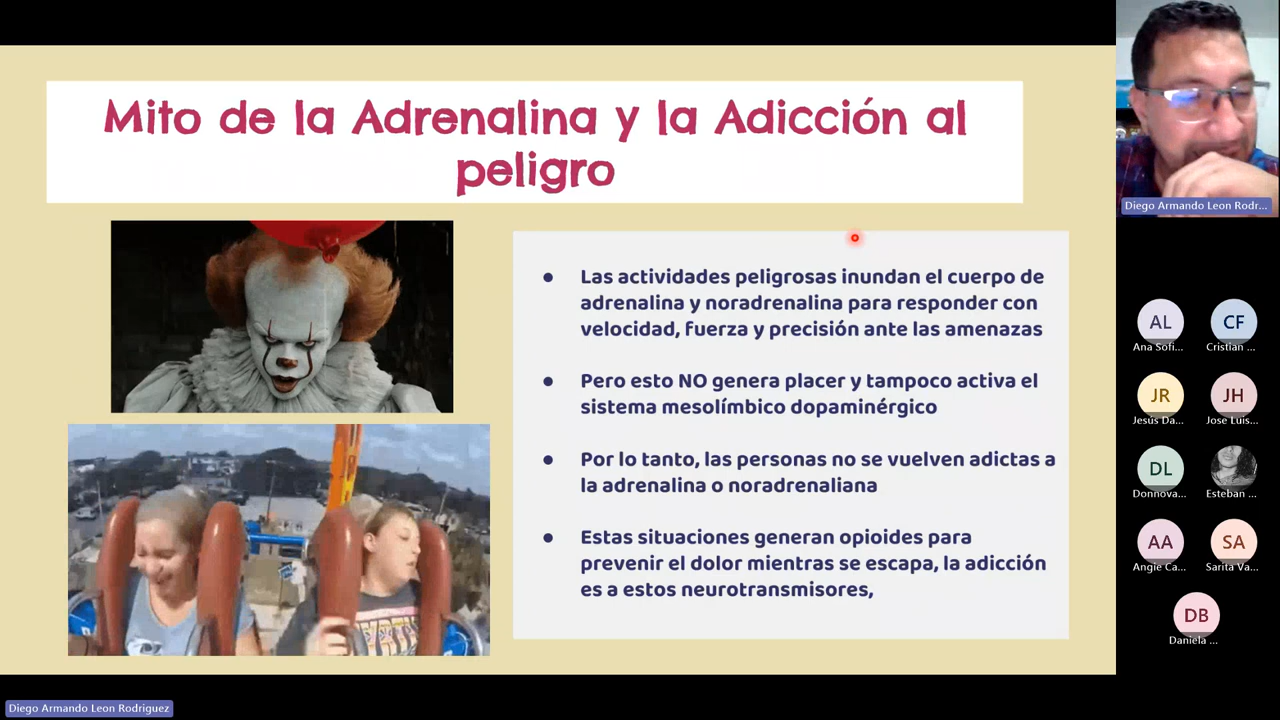 Mito de la Adrenalina y la Adicción al
peligro
● Las actividades peligrosas inundan el cuerpo de
adrenalina y noradrenalina para responder con
velocidad, fuerza y precisión ante las amenazas
● Pero esto NO genera placer y tampoco activa el
sistema mesolímbico dopaminérgico
● Por lo tanto, las personas no se vuelven adictas a
la adrenalina o noradrenaliana
● Estas situaciones generan opioides para
prevenir el dolor mientras se escapa, la adicción
es a estos neurotransmisores,
Diego Armando Leon Rodr...
AL
CF
Ana Sofi...
Cristian ...
JR
JH
Jesús Da...
Jose Luis...
DL
Donnova...
Esteban ...
AA
SA
Angie Ca...
Sarita Va...
DB
Daniela ...
Diego Armando Leon Rodriguez